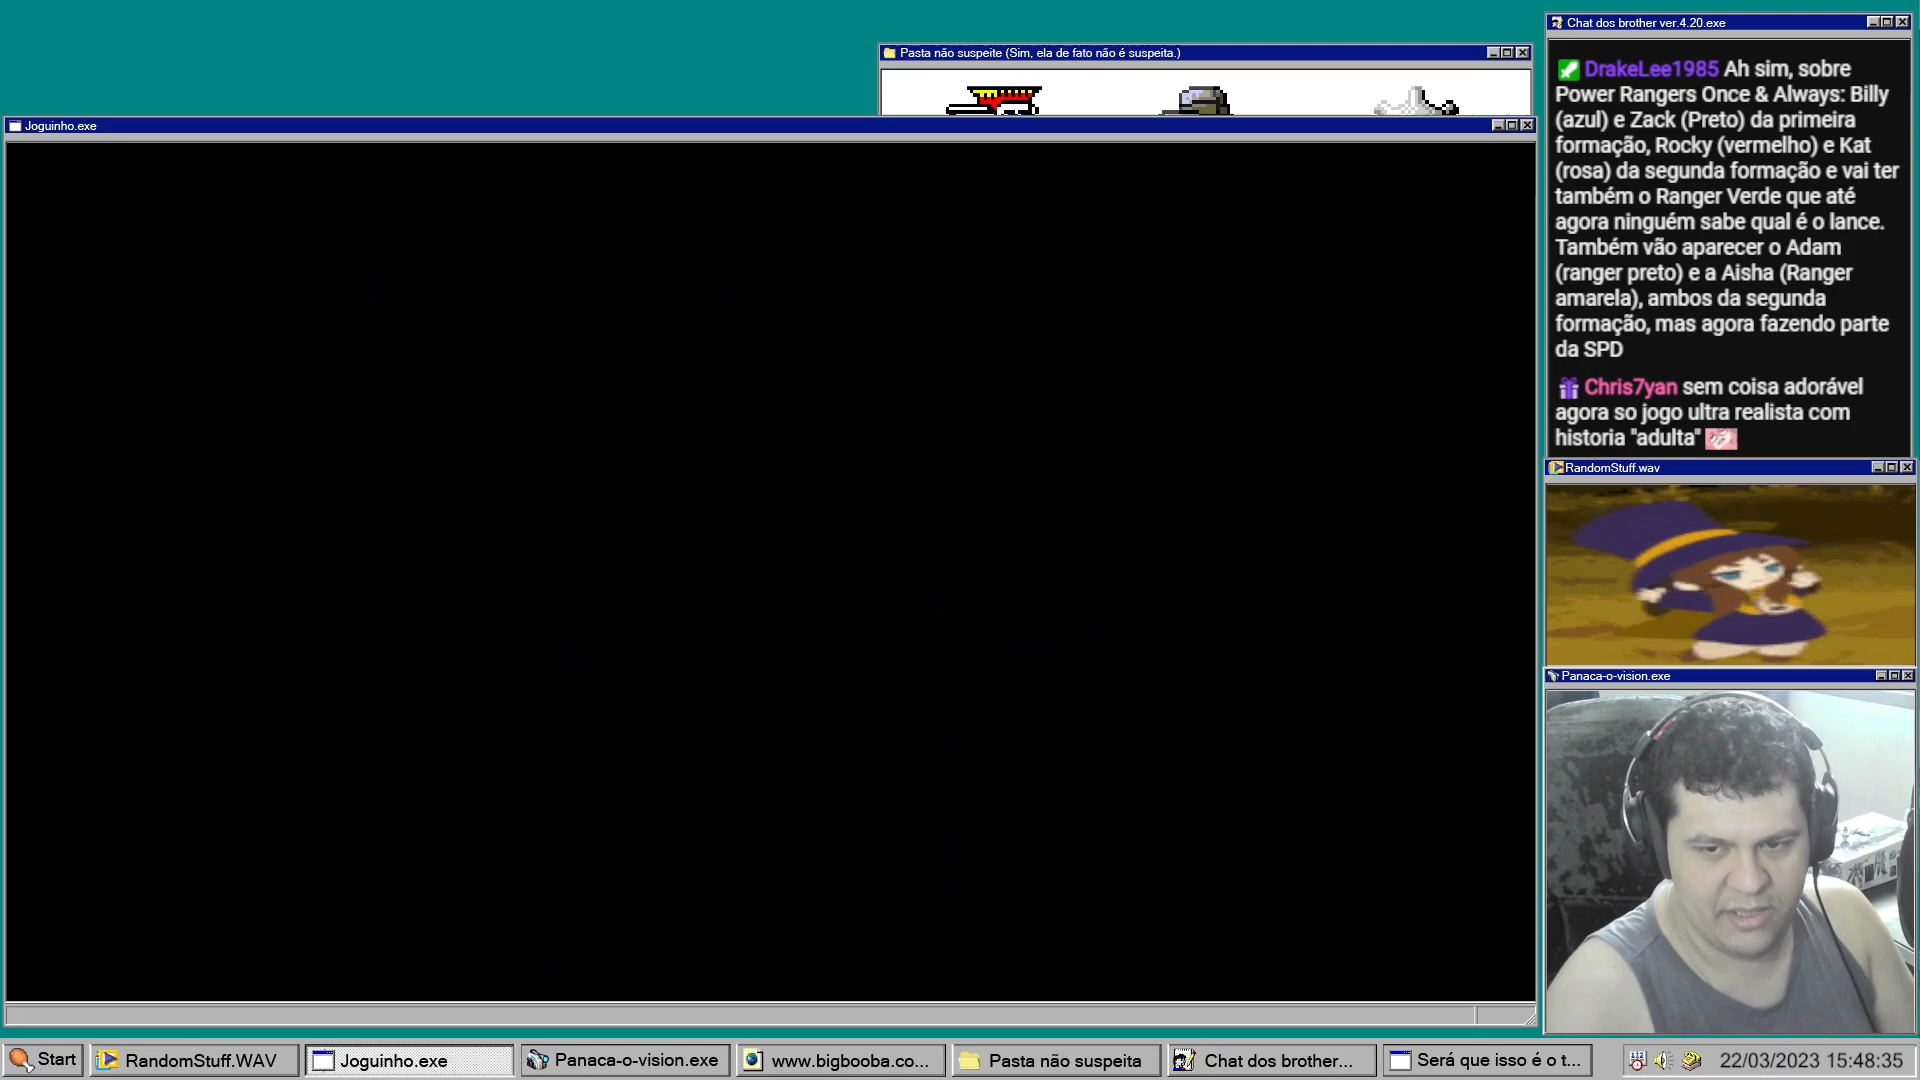 Chat dos brother ver.4.20.exe
Pasta não suspeite (Sim, ela de fato não é suspeita.)
Joguinho.exe
DrakeLee1985 Ah sim, sobre
Power Rangers Once & Always: Billy
(azul) e Zack (Preto) da primeira
formação, Rocky (vermelho) e Kat
(rosa) da segunda formação e vai ter
também o Ranger Verde que até
agora ninguém sabe qual é o lance.
Também vão aparecer o Adam
(ranger preto) e a Aisha (Ranger
amarela), ambos da segunda
formação, mas agora fazendo parte
da SPD
Chris7yan sem coisa adorável
agora so jogo ultra realista com
historia "adulta"
RandomStuff.wav
Panaca-o-vision.exe
Start
RandomStuff.WAV
Joguinho.exe
Panaca-o-vision.exe
www.bigbooba.co...
Pasta não suspeita
Chat dos brother...
Será que isso é o t...
22/03/2023 15:48:35